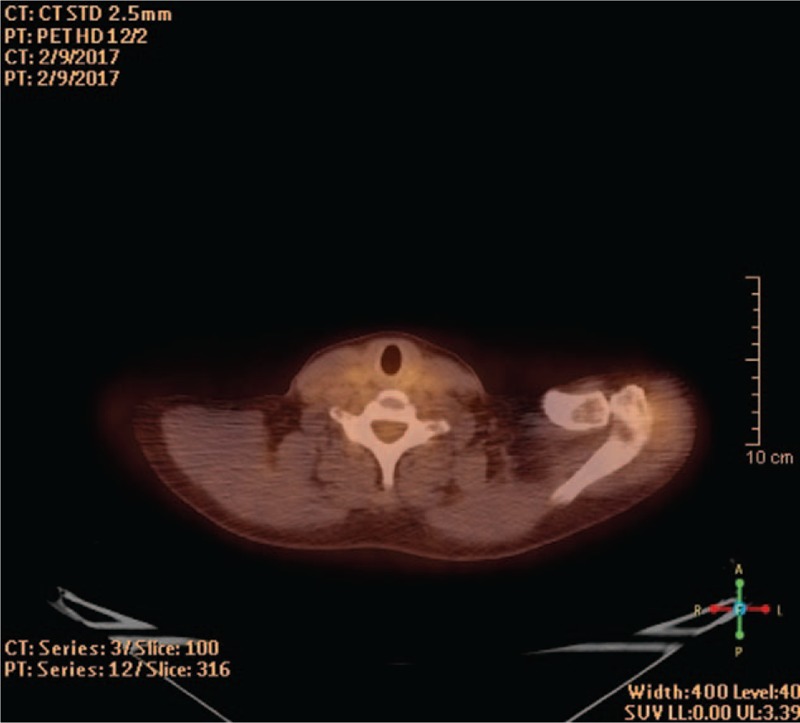 CT: CT STD 2.5mm
PT: PET HD 12/2
CT: 2/9/2017
PT: 2/9/2017
10 cm
A
R
L
P
CT: Series: 3/Slice: 100
PT: Series: 12/Slice: 316
Width:400 Level:40
SUV LL:0.00 UL:3.39